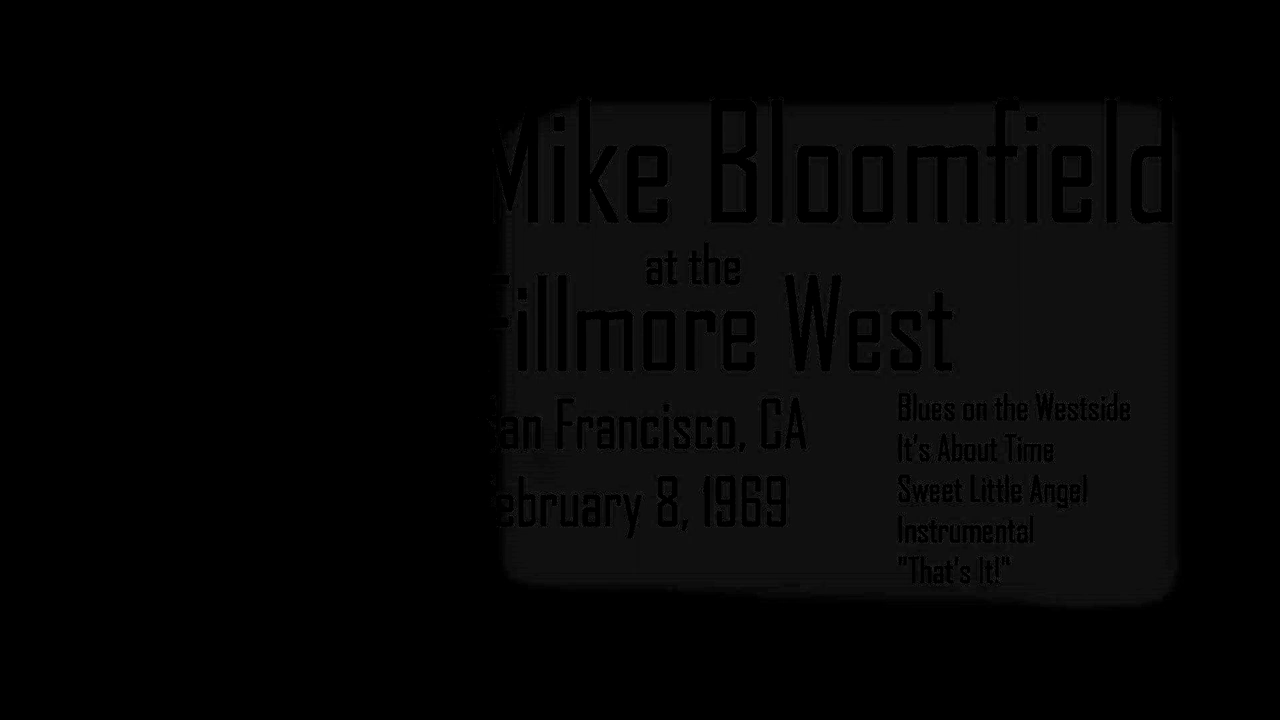 Mike Bloomfield
at the
Fillmore West
San Francisco, CA
February 8, 1969
Blues on the Westside
It's About Time
Sweet Little Angel
Instrumental
"That's It!"